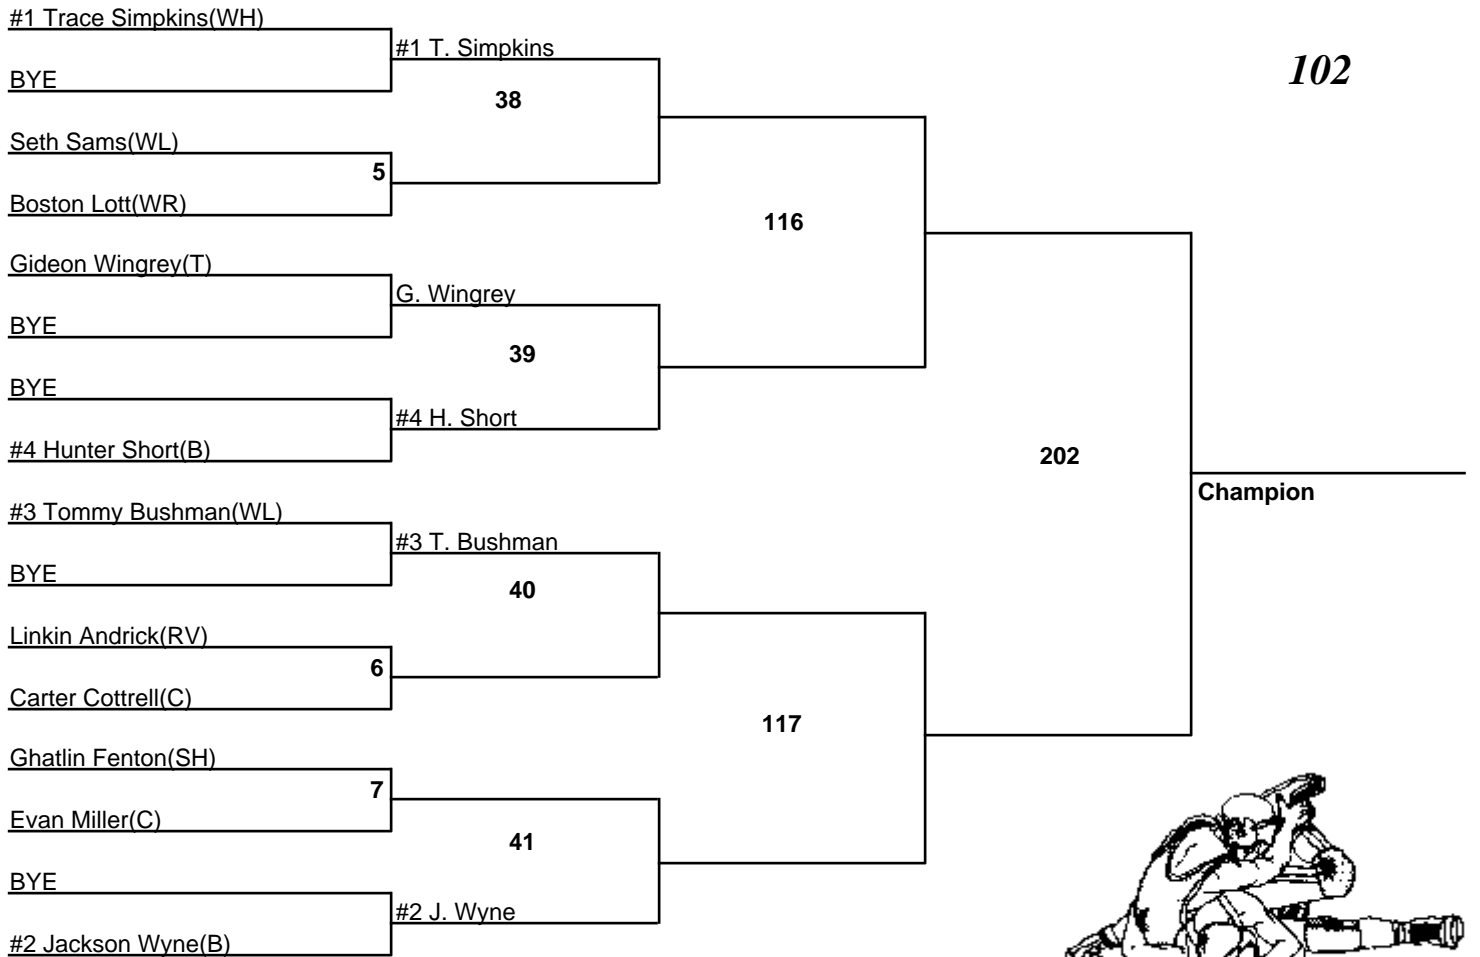 #1 Trace Simpkins(WH)
#1 T. Simpkins
102
BYE
38
Seth Sams(WL)
5
Boston Lott(WR)
116
Gideon Wingrey(T)
G. Wingrey
BYE
39
BYE
#4 H. Short
#4 Hunter Short(B)
202
Champion
#3 Tommy Bushman(WL)
#3 T. Bushman
BYE
40
Linkin Andrick(RV)
6
Carter Cottrell(C)
117
Ghatlin Fenton(SH)
7
Evan Miller(C)
41
BYE
#2 J. Wyne
#2 Jackson Wyne(B)